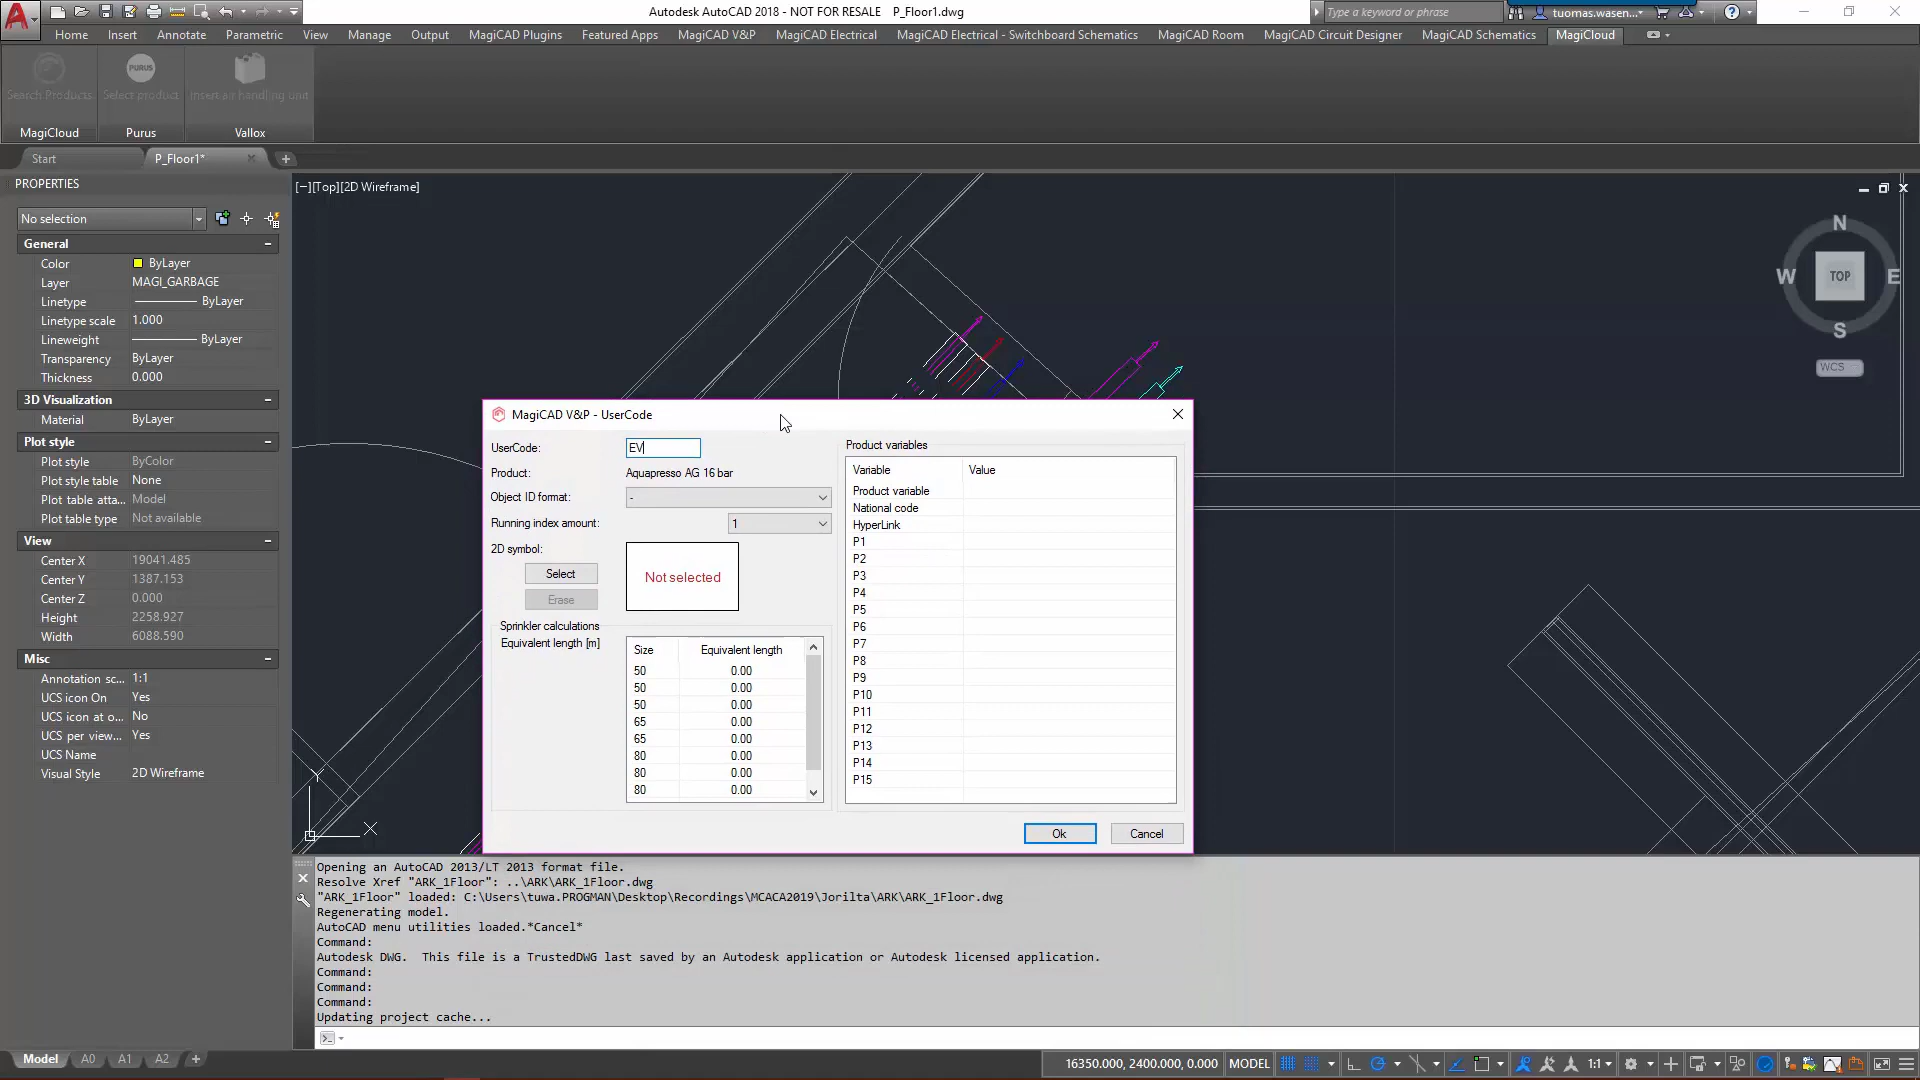 Autodesk AutoCAD 2018 - NOT FOR RESALE P_Floor1.dwg
Type a keyword or phrase
tuomas.wasen...
Home Insert Annotate Parametric View Manage Output MagiCAD Plugins Featured Apps MagiCAD V&P MagiCAD Electrical MagiCAD Electrical - Switchboard Schematics MagiCAD Room MagiCAD Circuit Designer MagiCAD Schematics MagiCloud
PURUS
Search Products Select product Insert air handling unit
MagiCloud Purus Vallox
Start P_Floor1*
PROPERTIES
[−][Top][2D Wireframe]
No selection
General
Color ByLayer
Layer MAGI_GARBAGE
Linetype ByLayer
Linetype scale 1.000
Lineweight ByLayer
Transparency ByLayer
Thickness 0.000
3D Visualization
Material ByLayer
Plot style
Plot style ByColor
Plot style table None
Plot table atta... Model
Plot table type Not available
View
Center X 19041.485
Center Y 1387.153
Center Z 0.000
Height 2258.927
Width 6088.590
Misc
Annotation sc... 1:1
UCS icon On Yes
UCS icon at o... No
UCS per view... Yes
UCS Name
Visual Style 2D Wireframe
N
W TOP E
S
WCS
Y
X
MagiCAD V&P - UserCode
UserCode: EV
Product: Aquapresso AG 16 bar
Object ID format: -
Running index amount: 1
2D symbol:
Select
Erase
Not selected
Sprinkler calculations
Equivalent length [m]
Size Equivalent length
50 0.00
50 0.00
50 0.00
65 0.00
65 0.00
80 0.00
80 0.00
80 0.00
Product variables
Variable Value
Product variable
National code
HyperLink
P1
P2
P3
P4
P5
P6
P7
P8
P9
P10
P11
P12
P13
P14
P15
Ok Cancel
Opening an AutoCAD 2013/LT 2013 format file.
Resolve Xref "ARK_1Floor": ..\ARK\ARK_1Floor.dwg
"ARK_1Floor" loaded: C:\Users\tuwa.PROGMAN\Desktop\Recordings\MCACA2019\Jorilta\ARK\ARK_1Floor.dwg
Regenerating model.
AutoCAD menu utilities loaded.*Cancel*
Command:
Autodesk DWG.  This file is a TrustedDWG last saved by an Autodesk application or Autodesk licensed application.
Command:
Command:
Command:
Updating project cache...
Model A0 A1 A2 +
16350.000, 2400.000, 0.000 MODEL 1:1